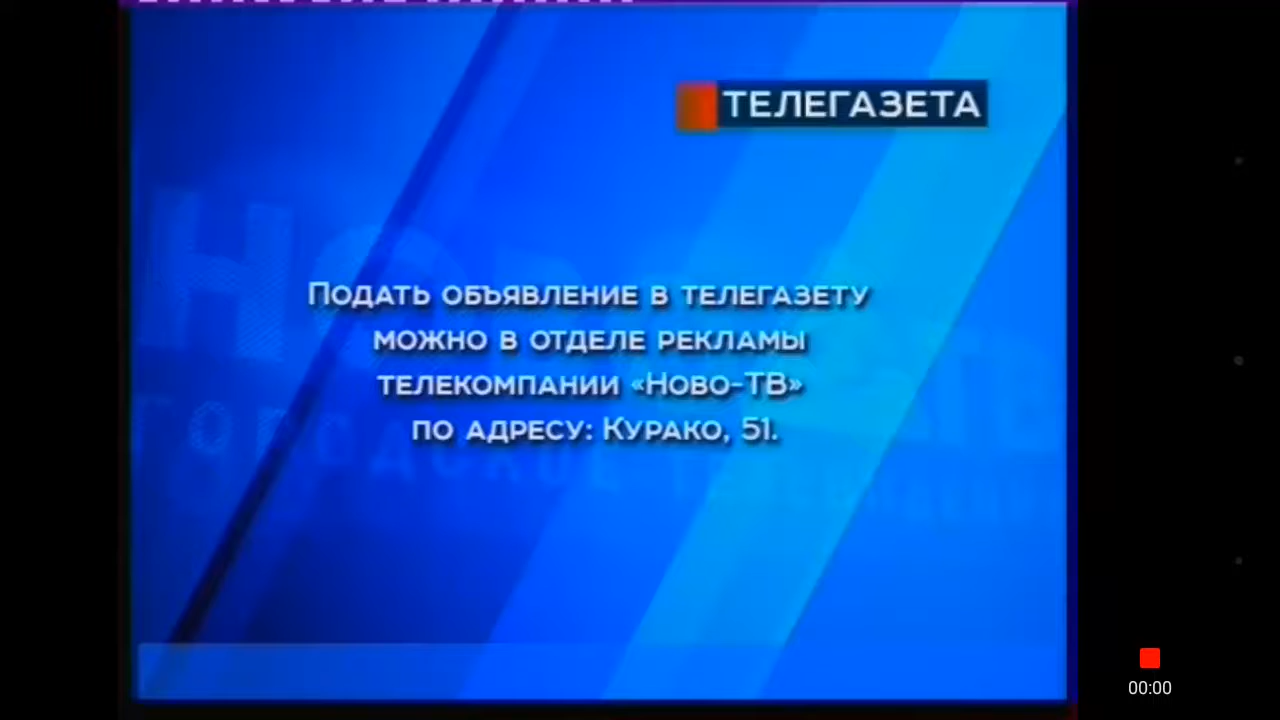 ТЕЛЕГАЗЕТА
Подать объявление в телегазету
можно в отделе рекламы
телекомпании «Ново-ТВ»
по адресу: Курако, 51.
00:00